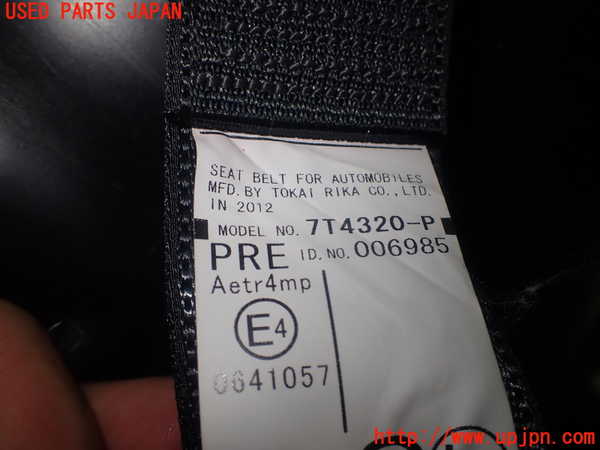 USED PARTS JAPAN
SEAT BELT FOR AUTOMOBILES
MFD. BY TOKAI RIKA CO., LTD.
IN 2012
MODEL NO. 7T4320-P
PRE ID. NO. 006985
Aetr4mp
E4
0641057
http://www.upjpn.com